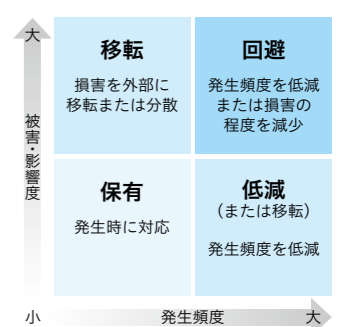 大
移転
損害を外部に
移転または分散
回避
発生頻度を低減
または損害の
程度を減少
被害・影響度
保有
発生時に対応
低減
（または移転）
発生頻度を低減
小
発生頻度
大